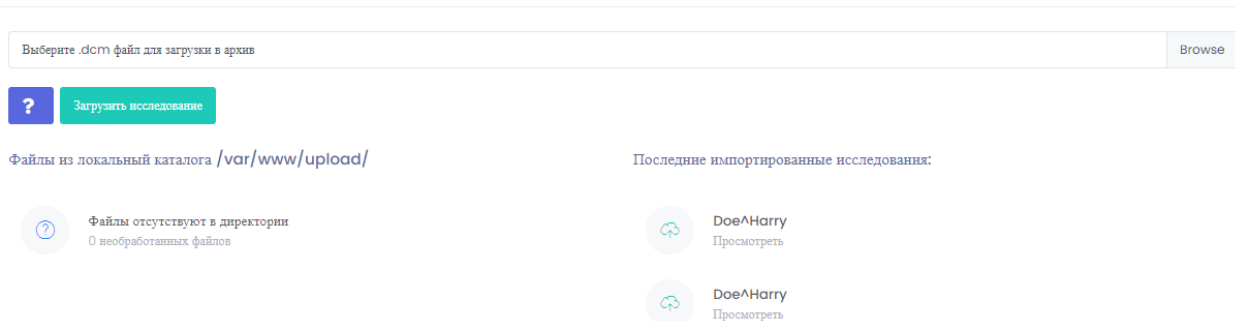 Выберите .dcm файл для загрузки в архив
Browse
?
Загрузить исследование
Файлы из локальный каталога /var/www/upload/
Последние импортированные исследования:
?
Файлы отсутствуют в директории
0 необработанных файлов
Doe^Harry
Просмотреть
Doe^Harry
Просмотреть